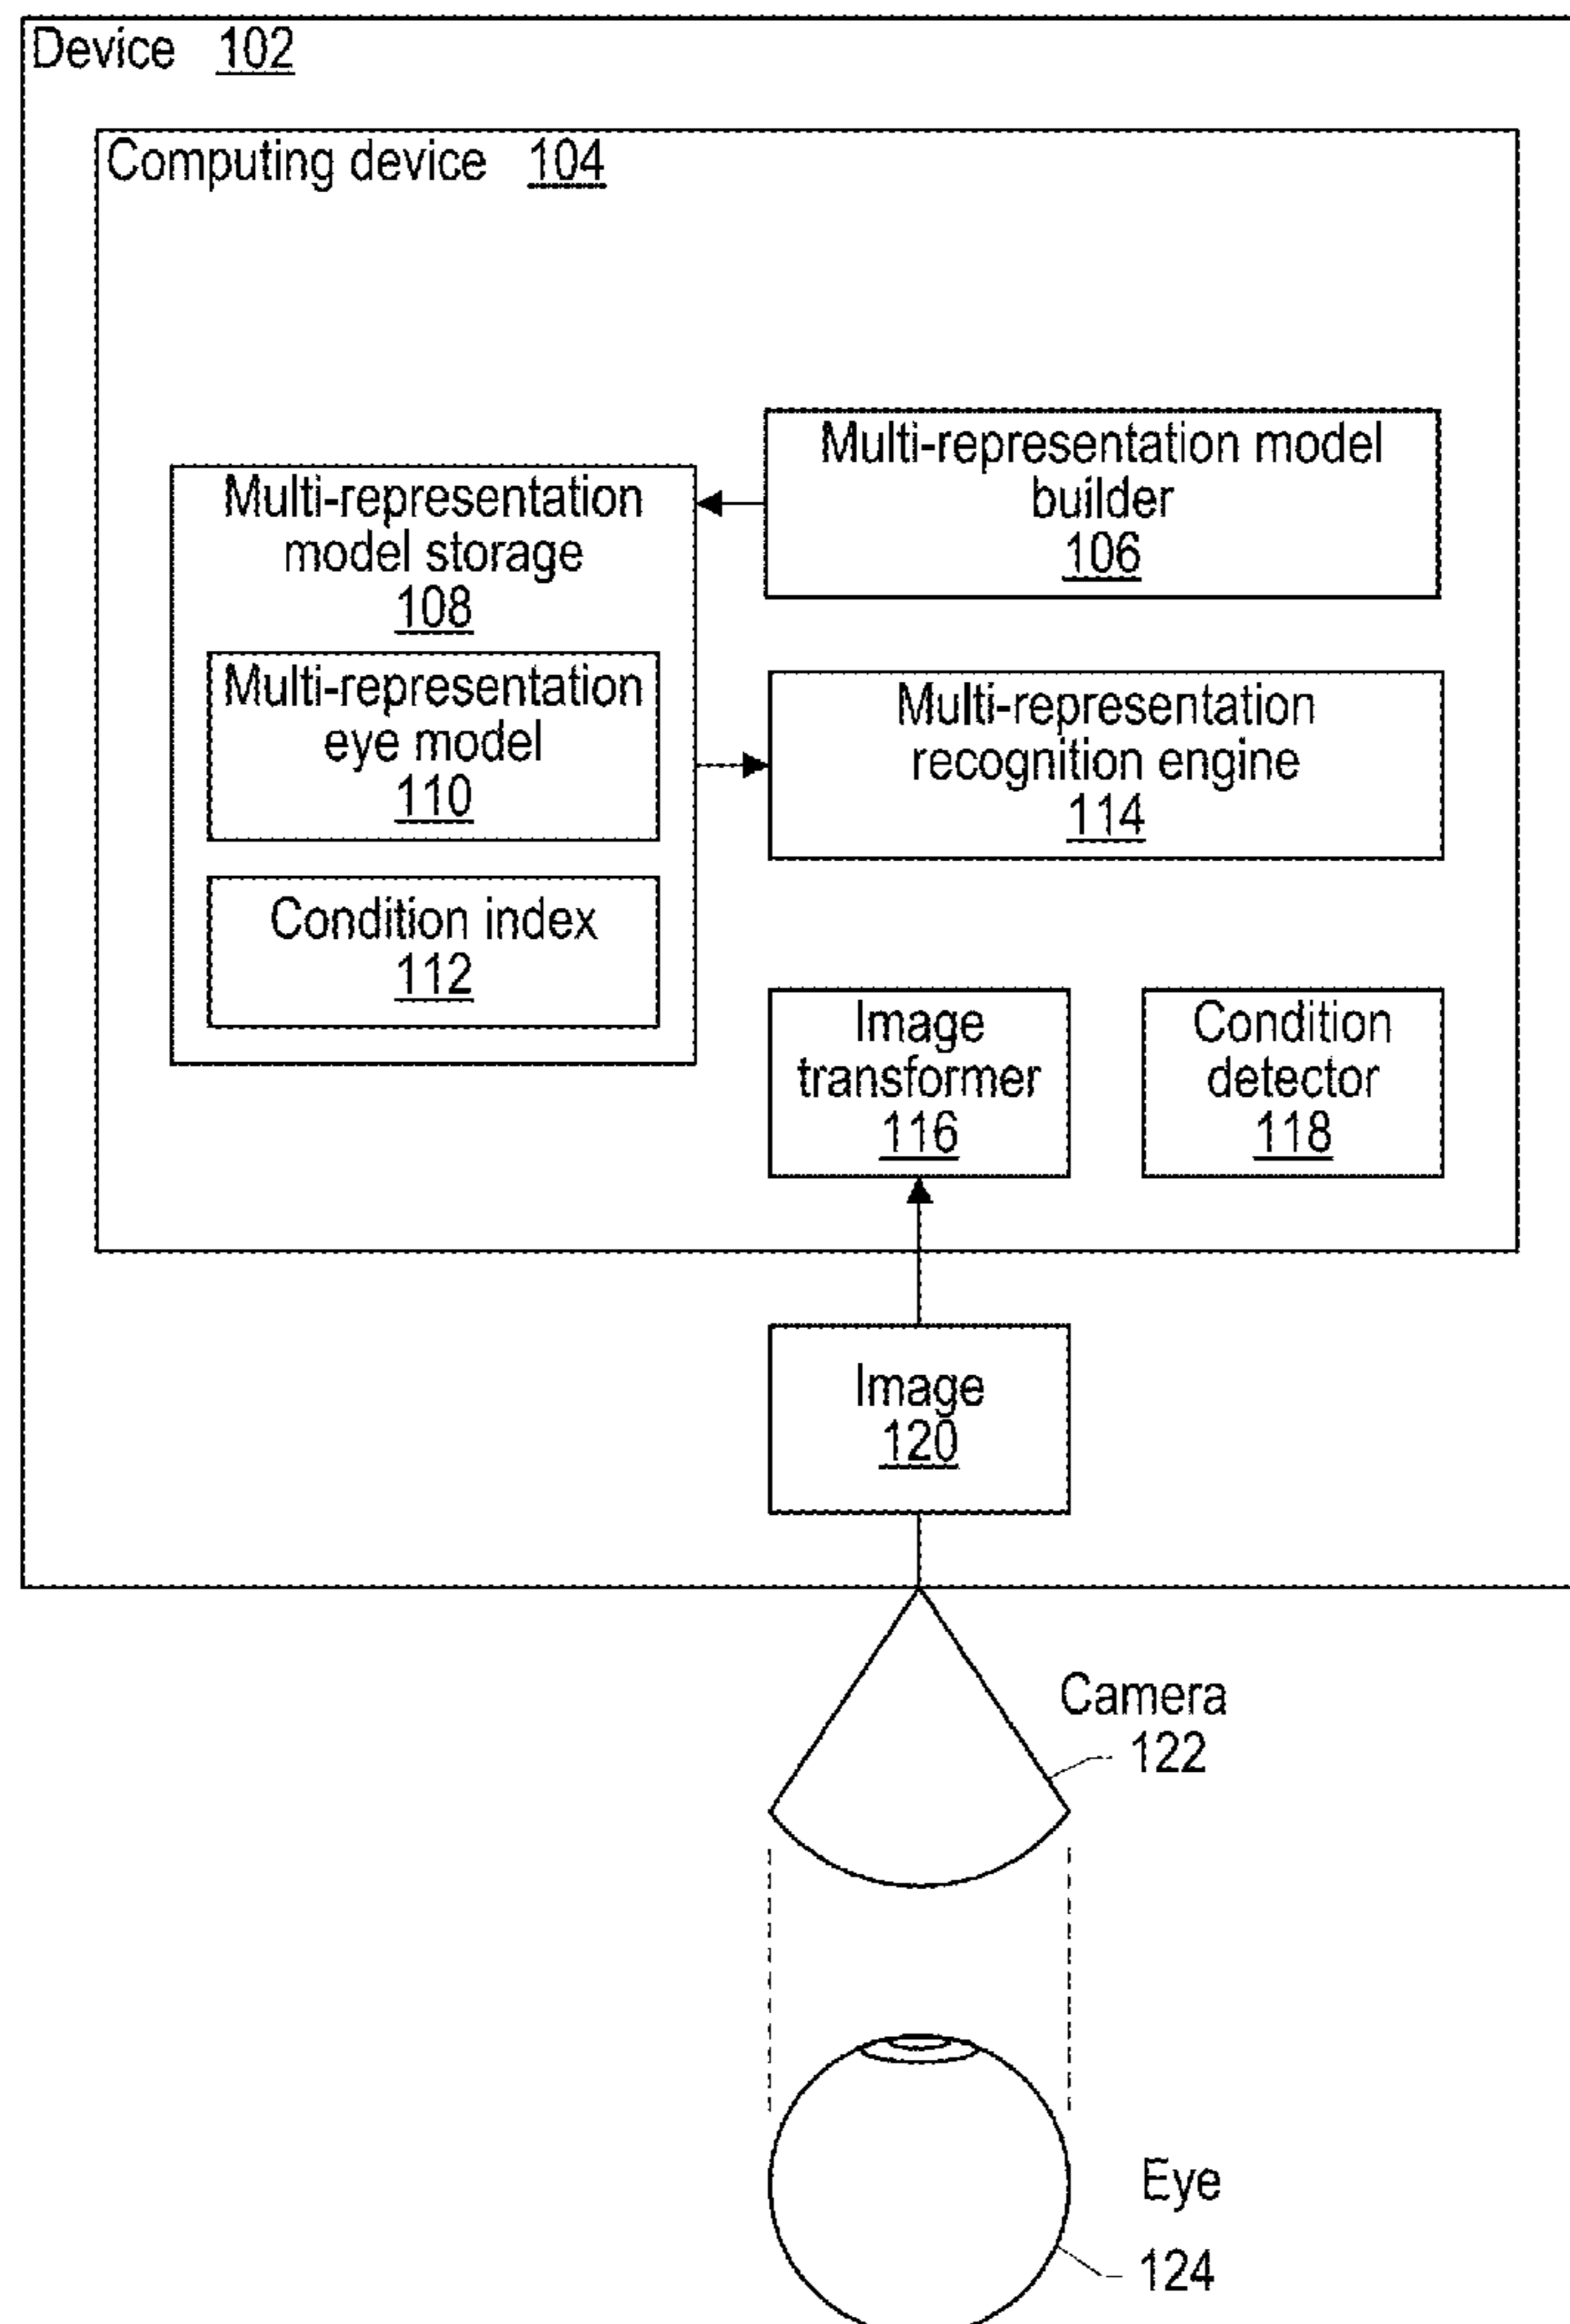 Device 102
Computing device 104
Multi-representation model
builder
106
Multi-representation
model storage
108
Multi-representation
eye model
110
Condition index
112
Multi-representation
recognition engine
114
Image
transformer
116
Condition
detector
118
Image
120
Camera
122
Eye
124